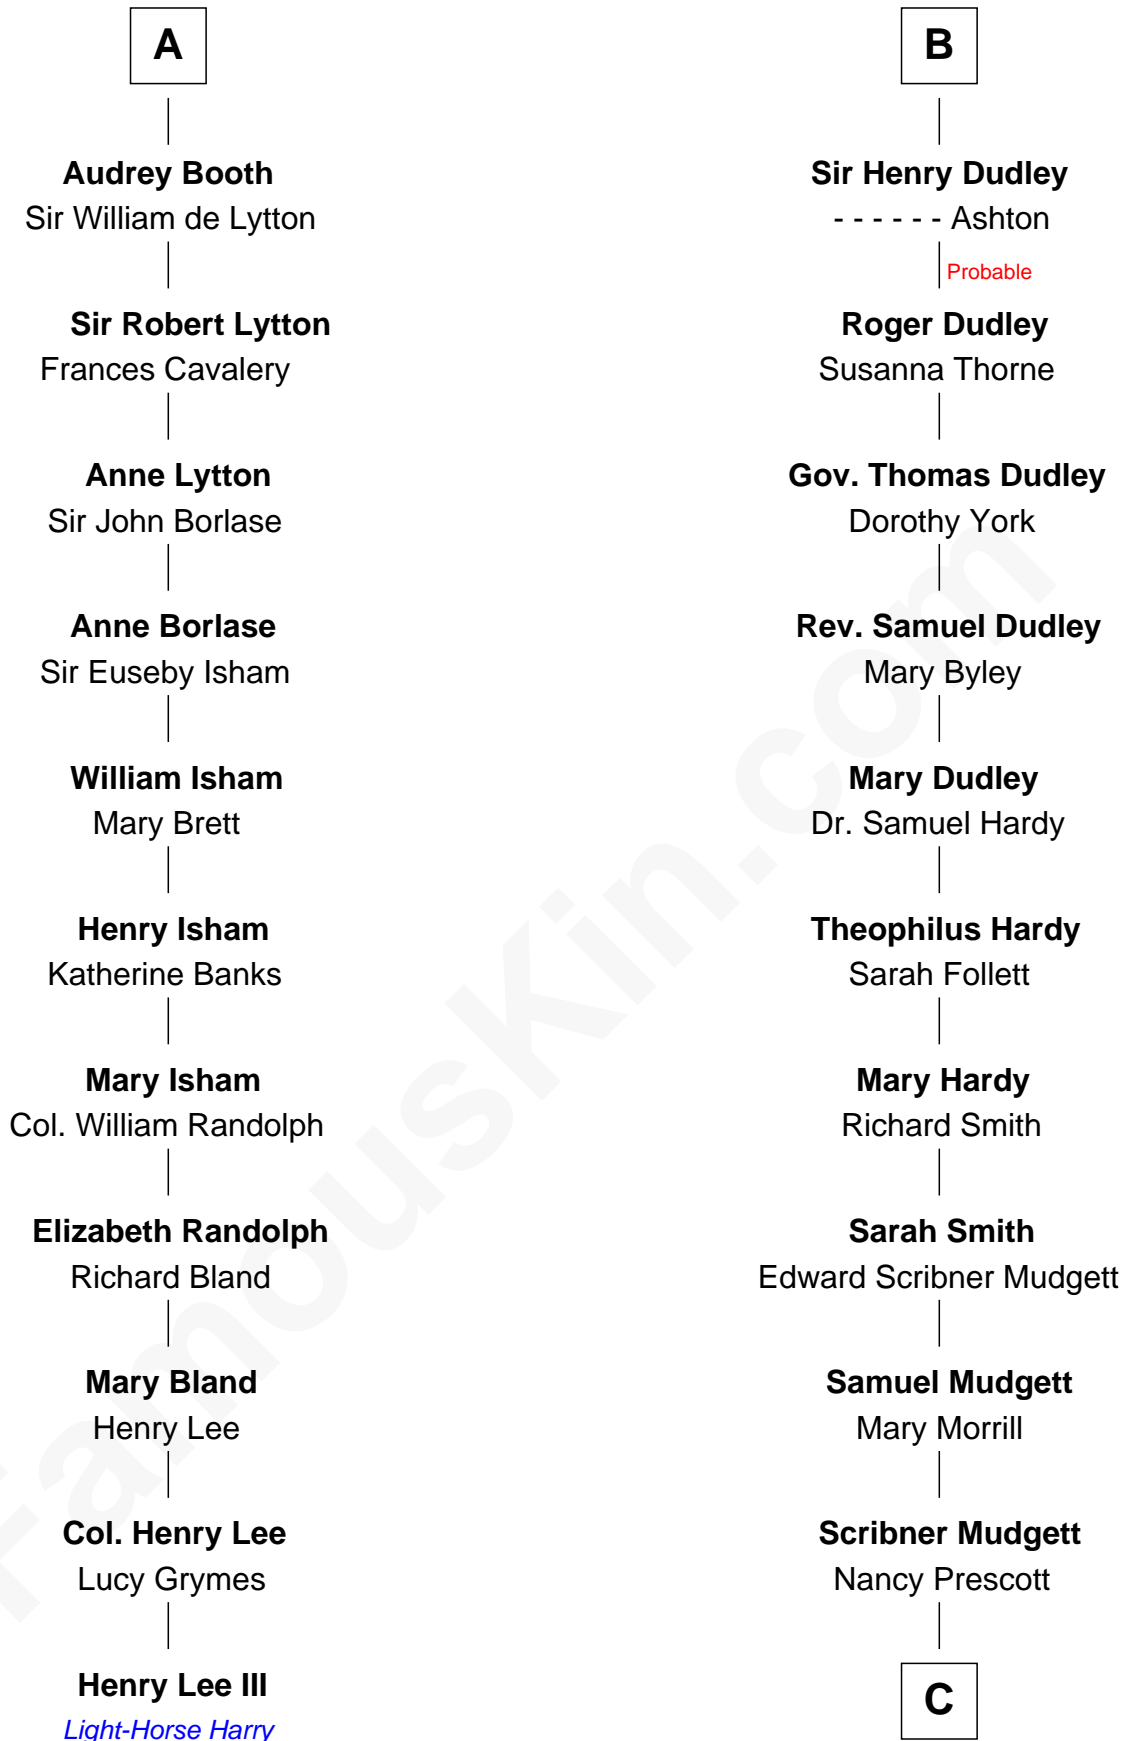 A
Audrey Booth
Sir William de Lytton
Sir Robert Lytton
Frances Cavalery
Anne Lytton
Sir John Borlase
Anne Borlase
Sir Euseby Isham
William Isham
Mary Brett
Henry Isham
Katherine Banks
Mary Isham
Col. William Randolph
Elizabeth Randolph
Richard Bland
Mary Bland
Henry Lee
Col. Henry Lee
Lucy Grymes
Henry Lee III
Light-Horse Harry
B
Sir Henry Dudley
- - - - - - Ashton
Probable
Roger Dudley
Susanna Thorne
Gov. Thomas Dudley
Dorothy York
Rev. Samuel Dudley
Mary Byley
Mary Dudley
Dr. Samuel Hardy
Theophilus Hardy
Sarah Follett
Mary Hardy
Richard Smith
Sarah Smith
Edward Scribner Mudgett
Samuel Mudgett
Mary Morrill
Scribner Mudgett
Nancy Prescott
C
FamousKin.com